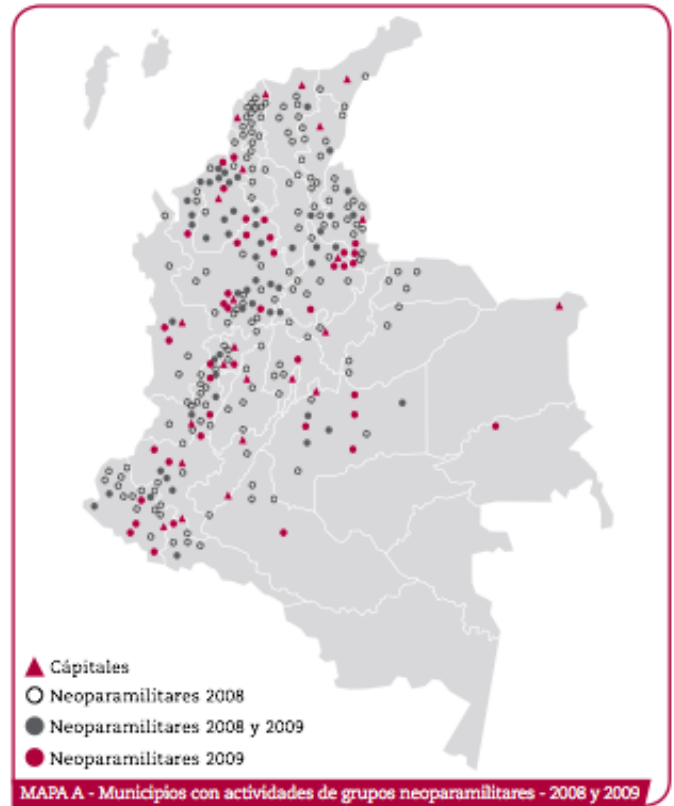 Cápitales
Neoparamilitares 2008
Neoparamilitares 2008 y 2009
Neoparamilitares 2009
MAPA A - Municipios con actividades de grupos neoparamilitares - 2008 y 2009